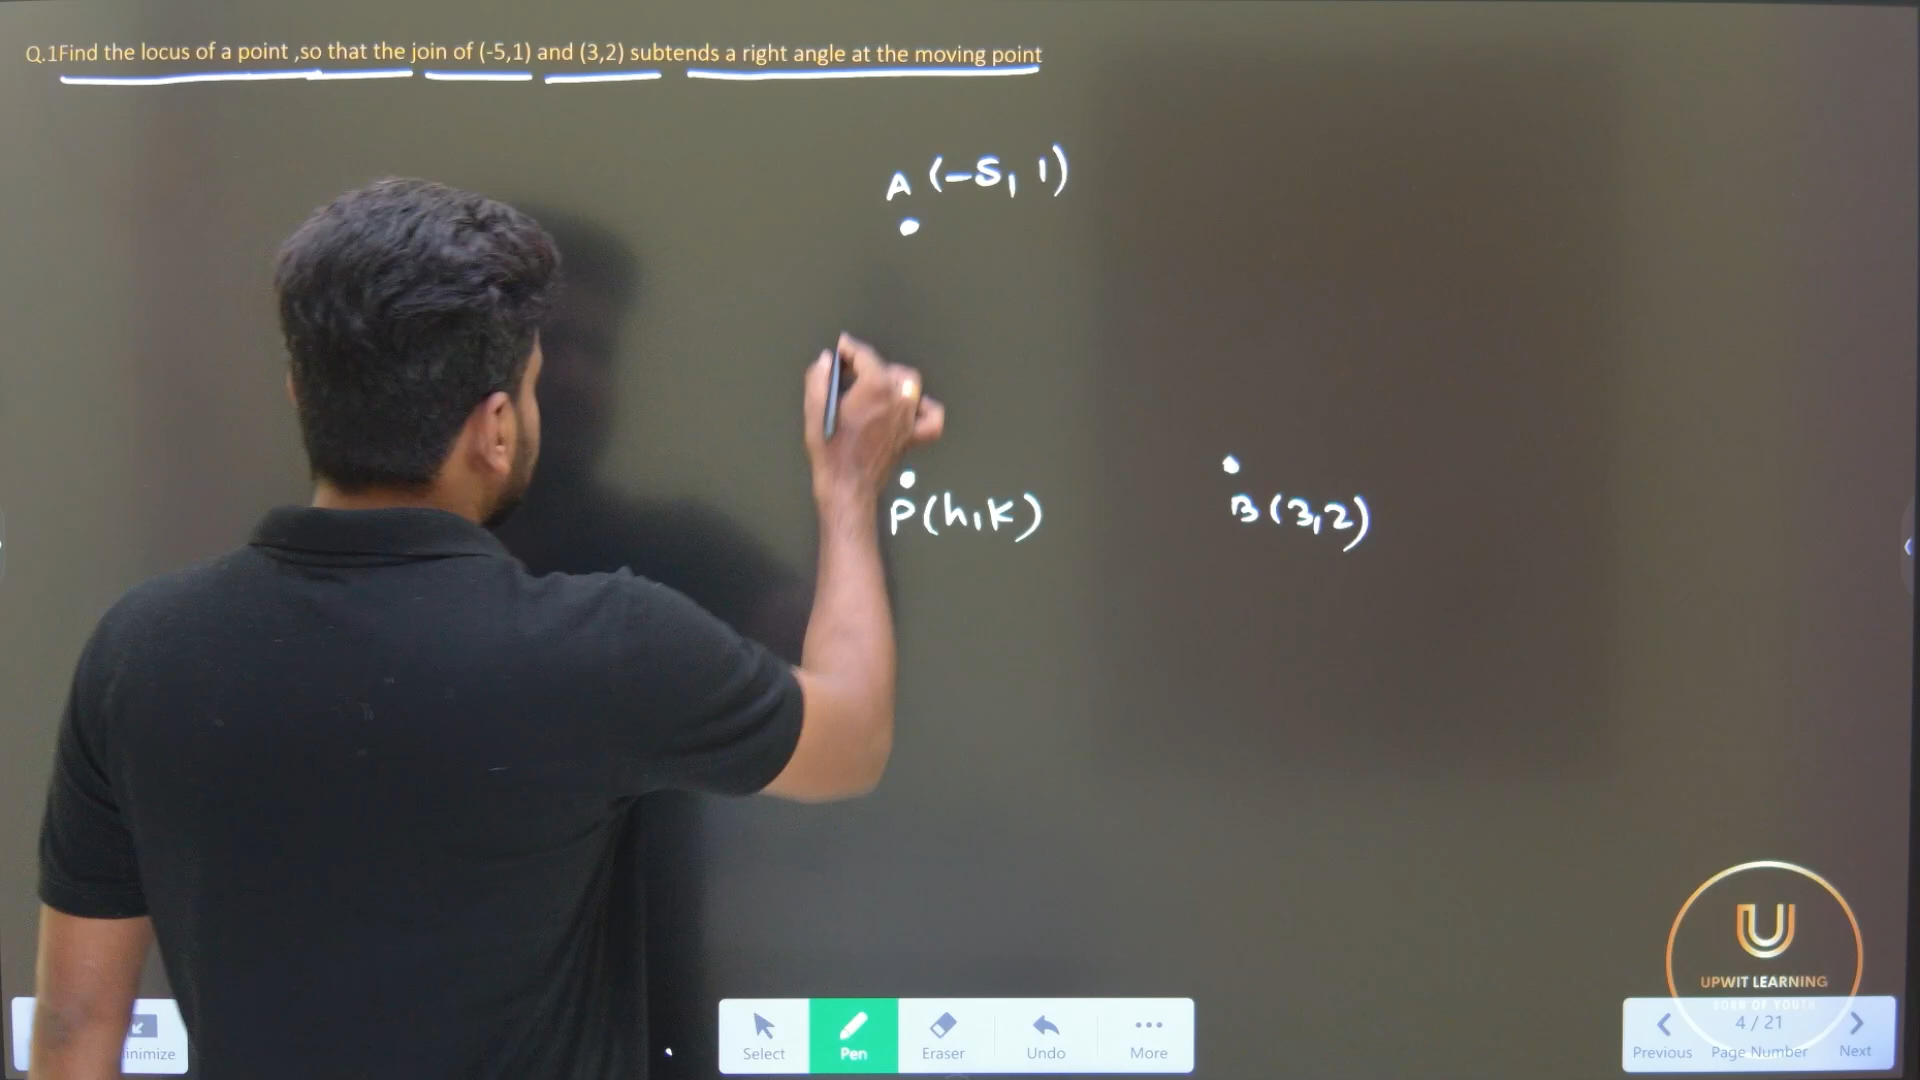 Q.1Find the locus of a point ,so that the join of (-5,1) and (3,2) subtends a right angle at the moving point
A (-5, 1)
P(h,k)
B (3,2)
UPWIT LEARNING
inimize
Select
Pen
Eraser
Undo
More
4 / 21
Previous
Page Number
Next